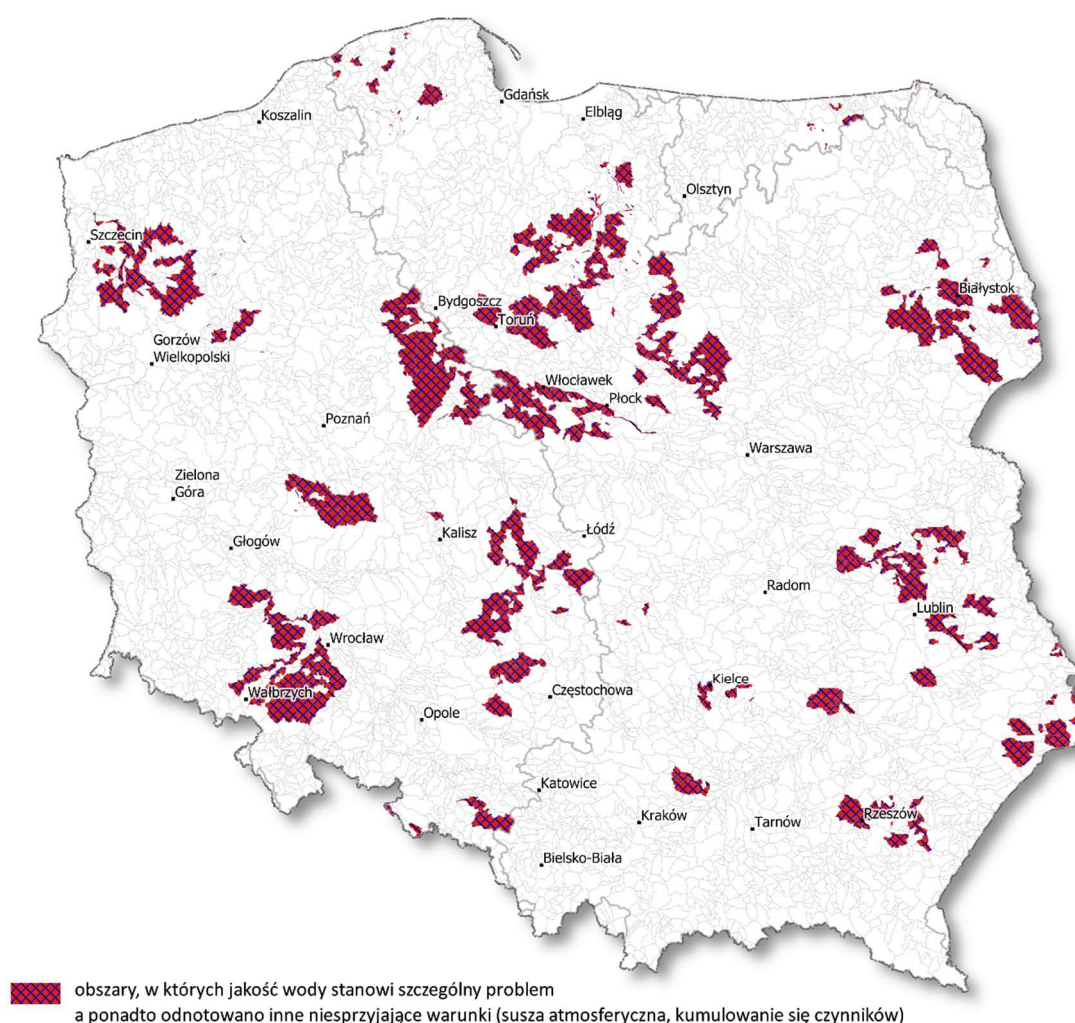 Gdańsk
Koszalin
Elbląg
Olsztyn
Szczecin
Białystok
Bydgoszcz
Toruń
Gorzów
Wielkopolski
Włocławek
Płock
Poznań
Warszawa
Zielona
Góra
Kalisz
Łódź
Głogów
Radom
Lublin
Wrocław
Kielce
Wałbrzych
Częstochowa
Opole
Katowice
Kraków
Tarnów
Rzeszów
Bielsko-Biała
obszary, w których jakość wody stanowi szczególny problem
a ponadto odnotowano inne niesprzyjające warunki (susza atmosferyczna, kumulowanie się czynników)